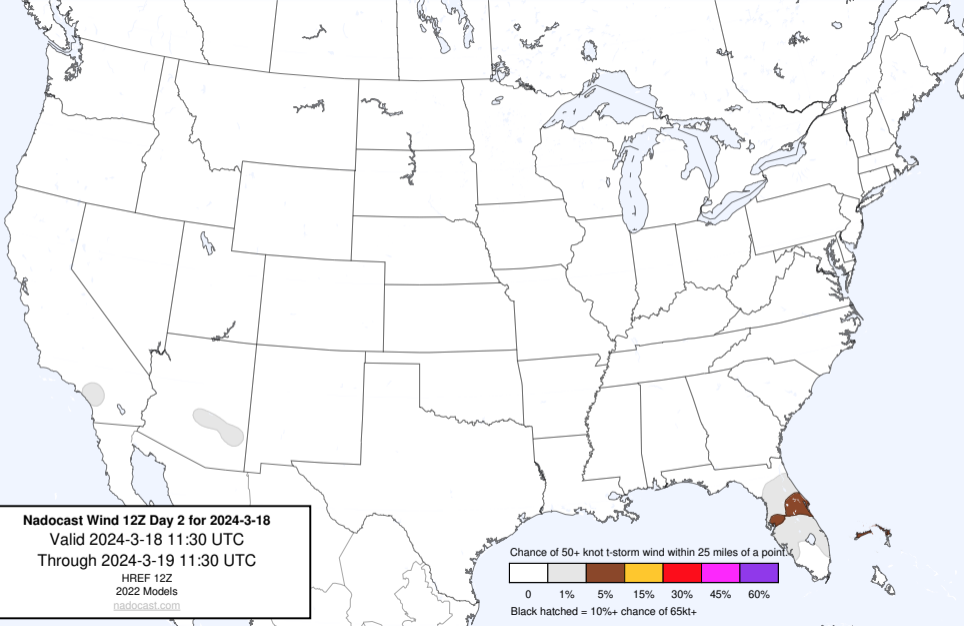 Nadocast Wind 12Z Day 2 for 2024-3-18
Valid 2024-3-18 11:30 UTC
Through 2024-3-19 11:30 UTC
HREF 12Z
2022 Models
nadocast.com
Chance of 50+ knot t-storm wind within 25 miles of a point.
0 1% 5% 15% 30% 45% 60%
Black hatched = 10%+ chance of 65kt+